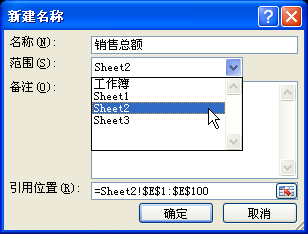 新建名称
名称(N): 销售总额
范围(S): Sheet2
备注(O): 工作簿
Sheet1
Sheet2
Sheet3
引用位置(R): =Sheet2!$E$1:$E$100
确定 取消